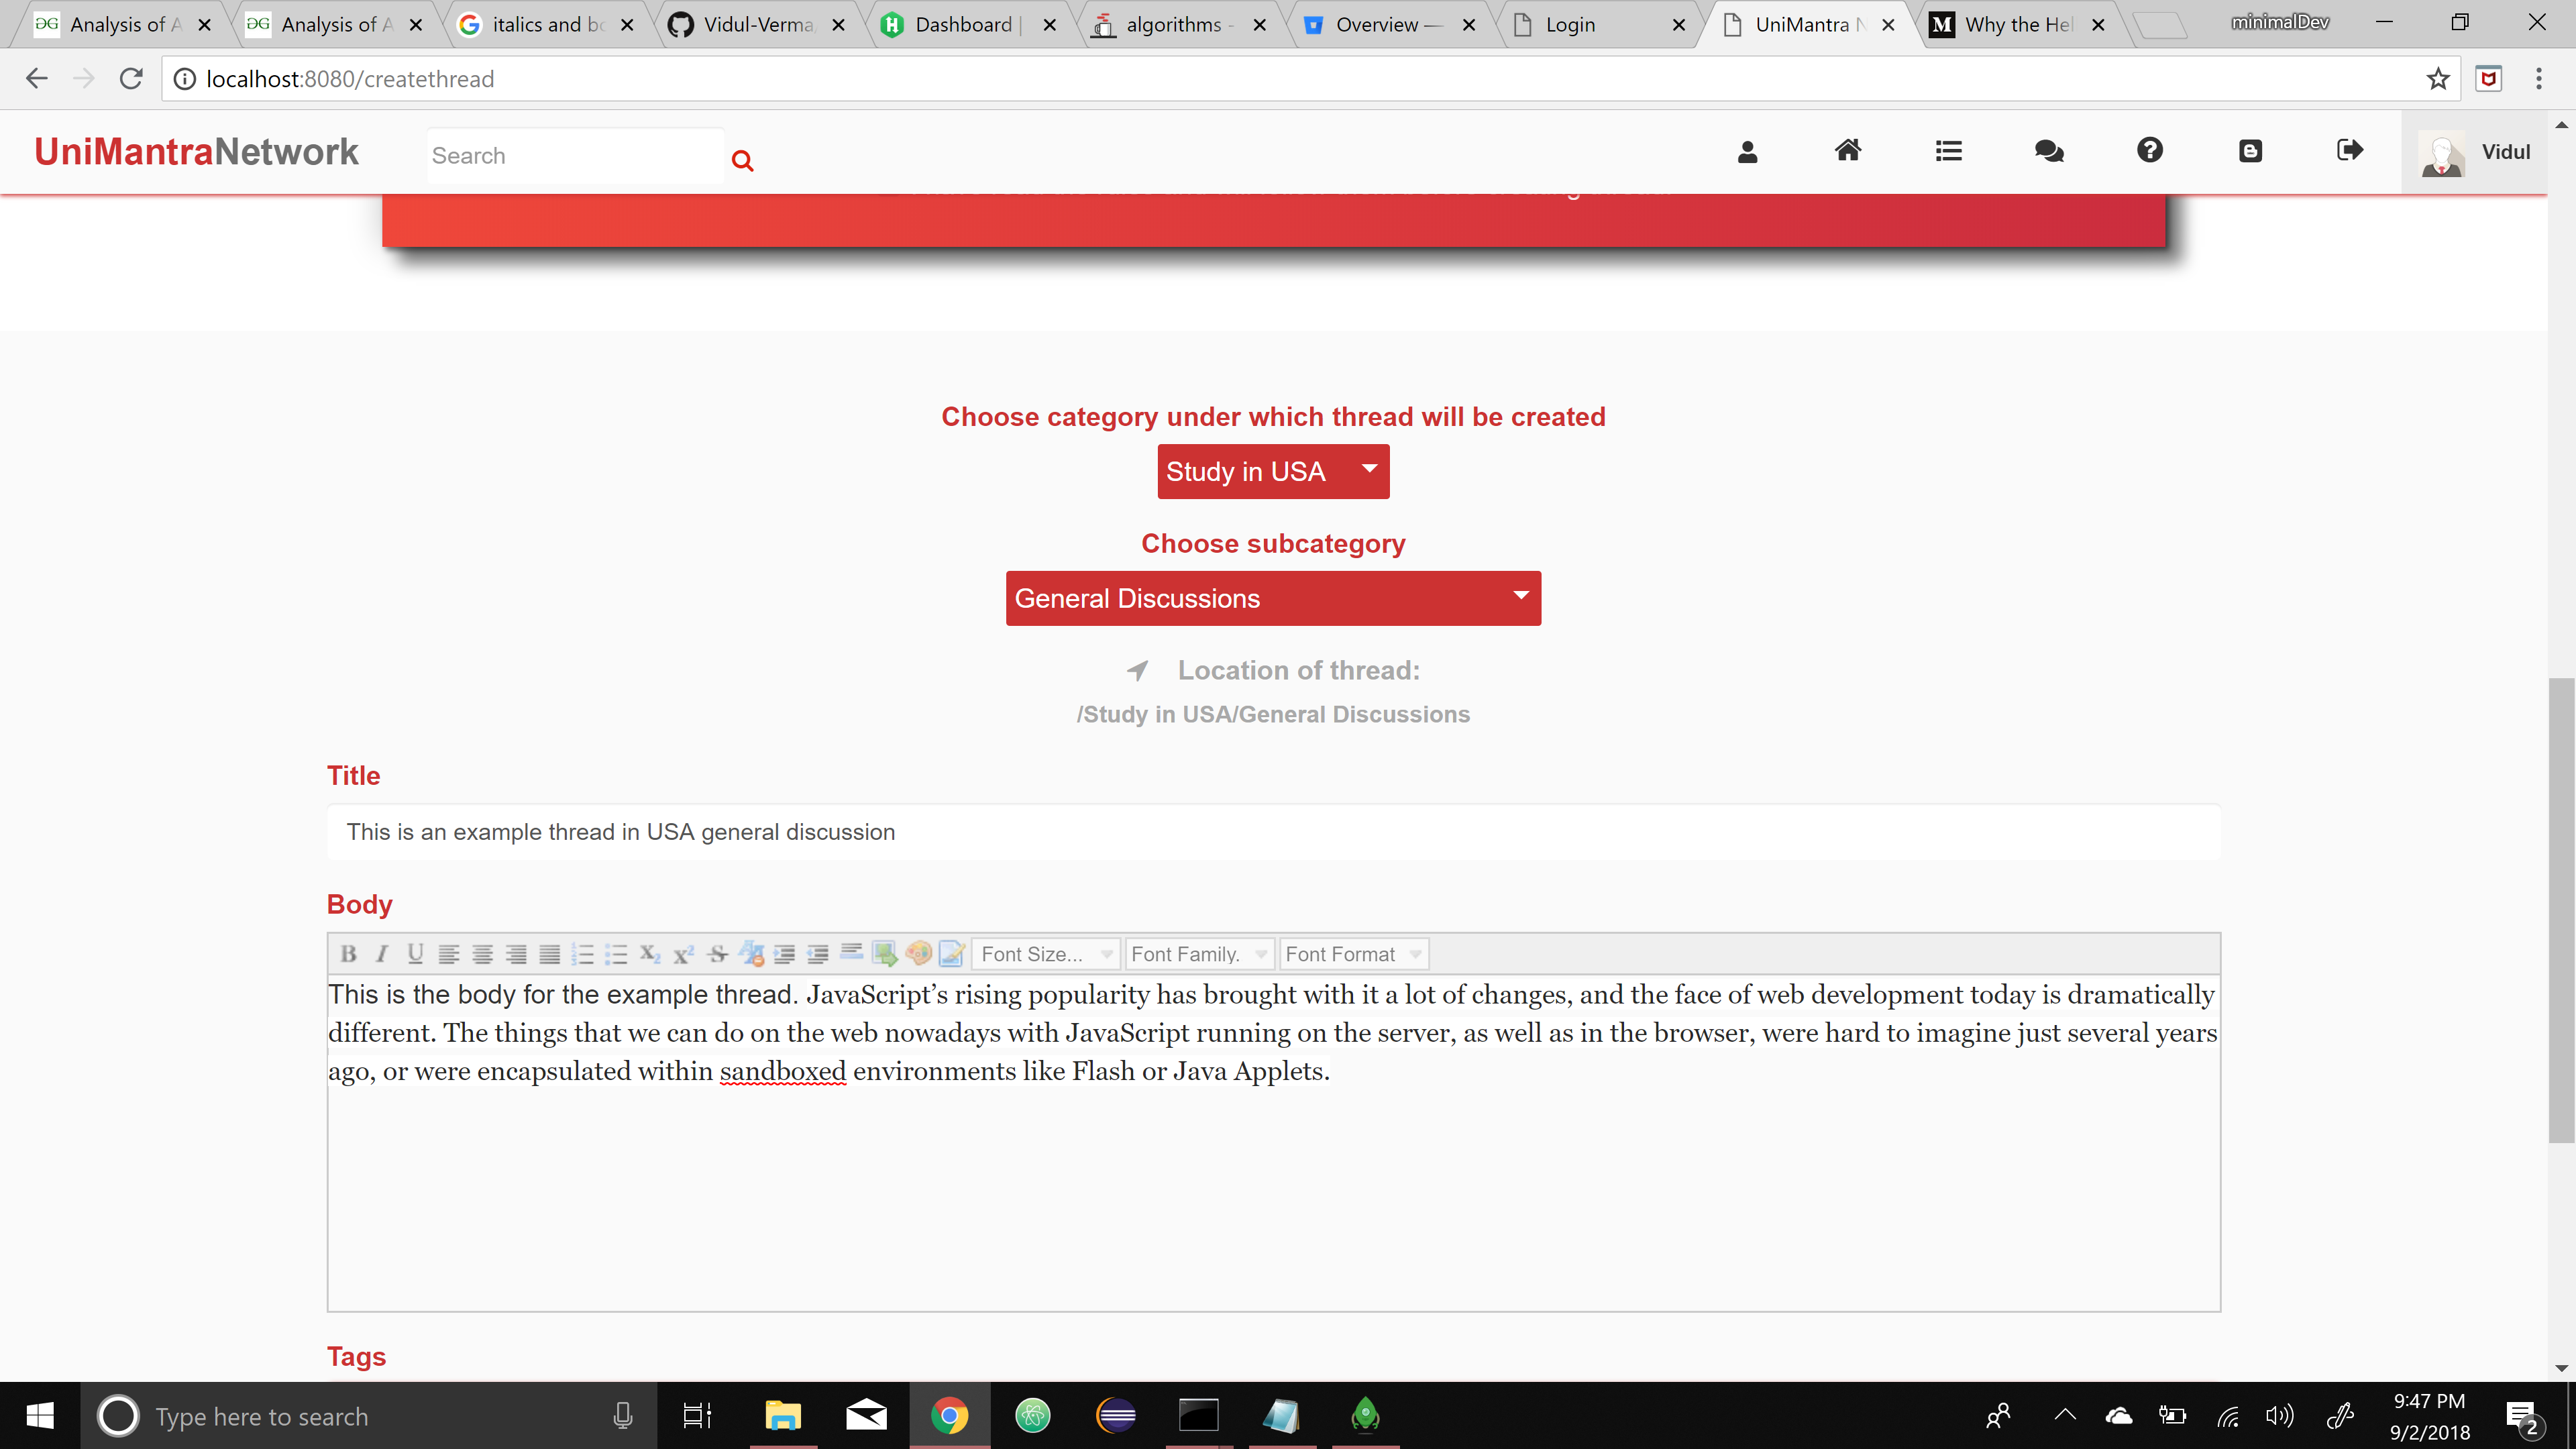 Analysis of A
Analysis of A
italics and bo
Vidul-Verma
Dashboard |
algorithms -
Overview —
Login
UniMantra N
Why the Hel
minimalDev
localhost:8080/createthread
UniMantraNetwork
Search
Vidul
Choose category under which thread will be created
Study in USA
Choose subcategory
General Discussions
Location of thread:
/Study in USA/General Discussions
Title
This is an example thread in USA general discussion
Body
Font Size...
Font Family.
Font Format
This is the body for the example thread. JavaScript’s rising popularity has brought with it a lot of changes, and the face of web development today is dramatically
different. The things that we can do on the web nowadays with JavaScript running on the server, as well as in the browser, were hard to imagine just several years
ago, or were encapsulated within sandboxed environments like Flash or Java Applets.
Tags
Type here to search
9:47 PM
9/2/2018
2